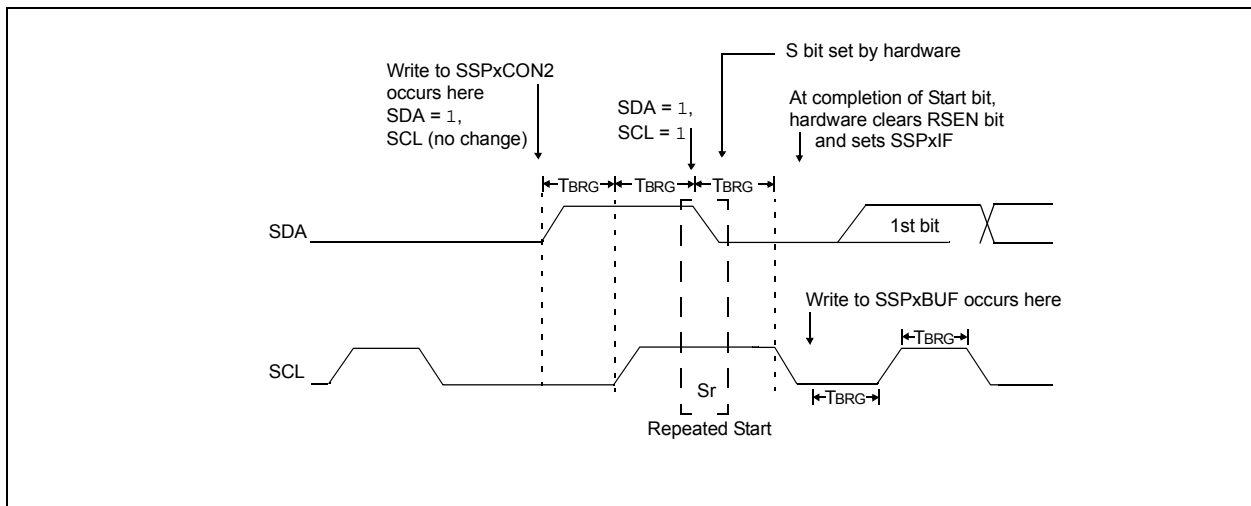 S bit set by hardware
Write to SSPxCON2
occurs here
SDA = 1,
SCL (no change)
SDA = 1,
SCL = 1
At completion of Start bit,
hardware clears RSEN bit
and sets SSPxIF
TBRG TBRG TBRG
SDA
1st bit
Write to SSPxBUF occurs here
TBRG
SCL
Sr
TBRG
Repeated Start